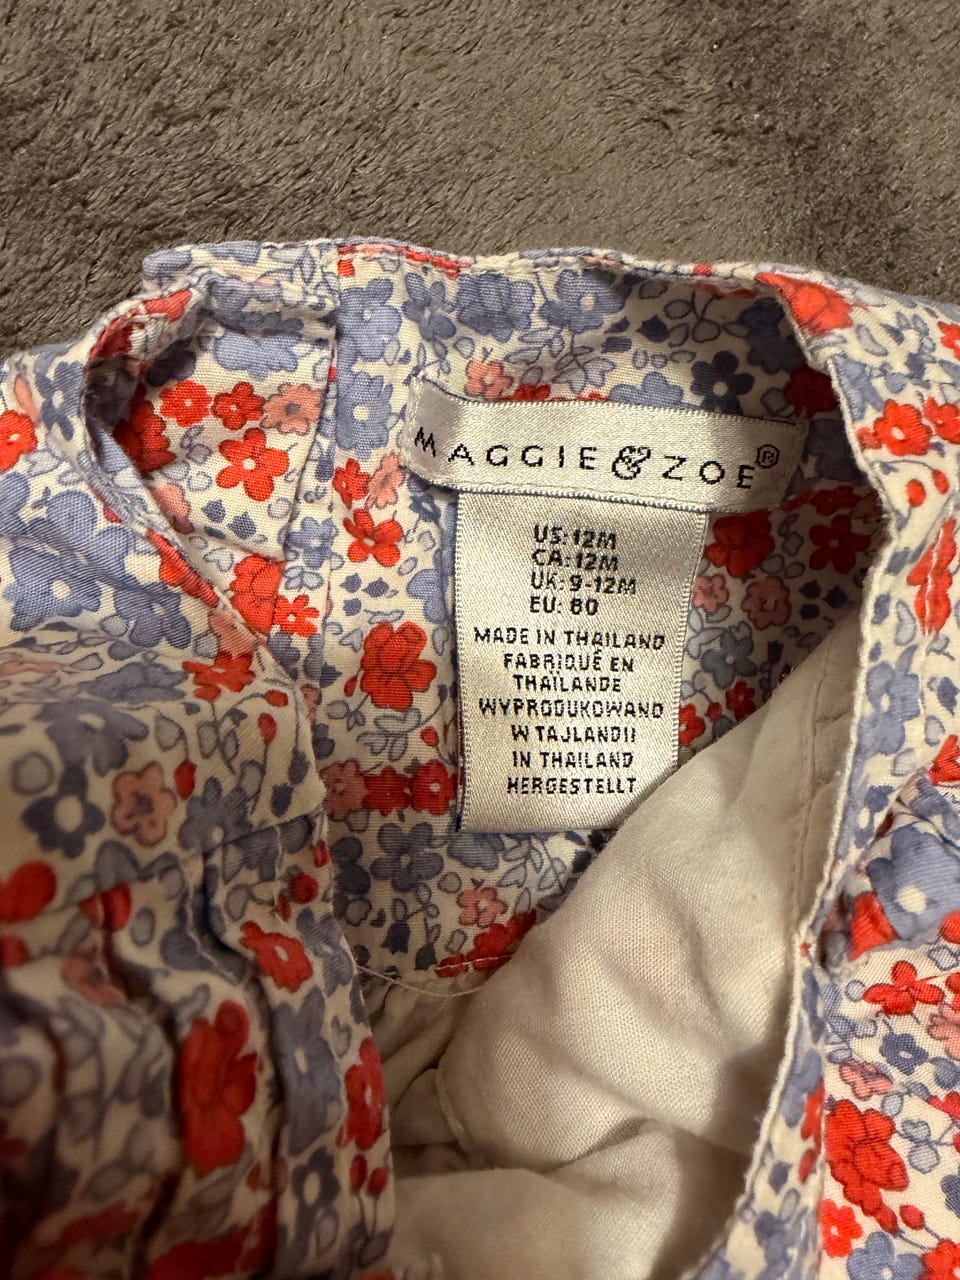 MAGGIE & ZOE®
US: 12M
CA: 12M
UK: 9-12M
EU: 80
MADE IN THAILAND
FABRIQUÉ EN
THAILANDE
WYPRODUKOWANO
W TAJLANDII
IN THAILAND
HERGESTELLT